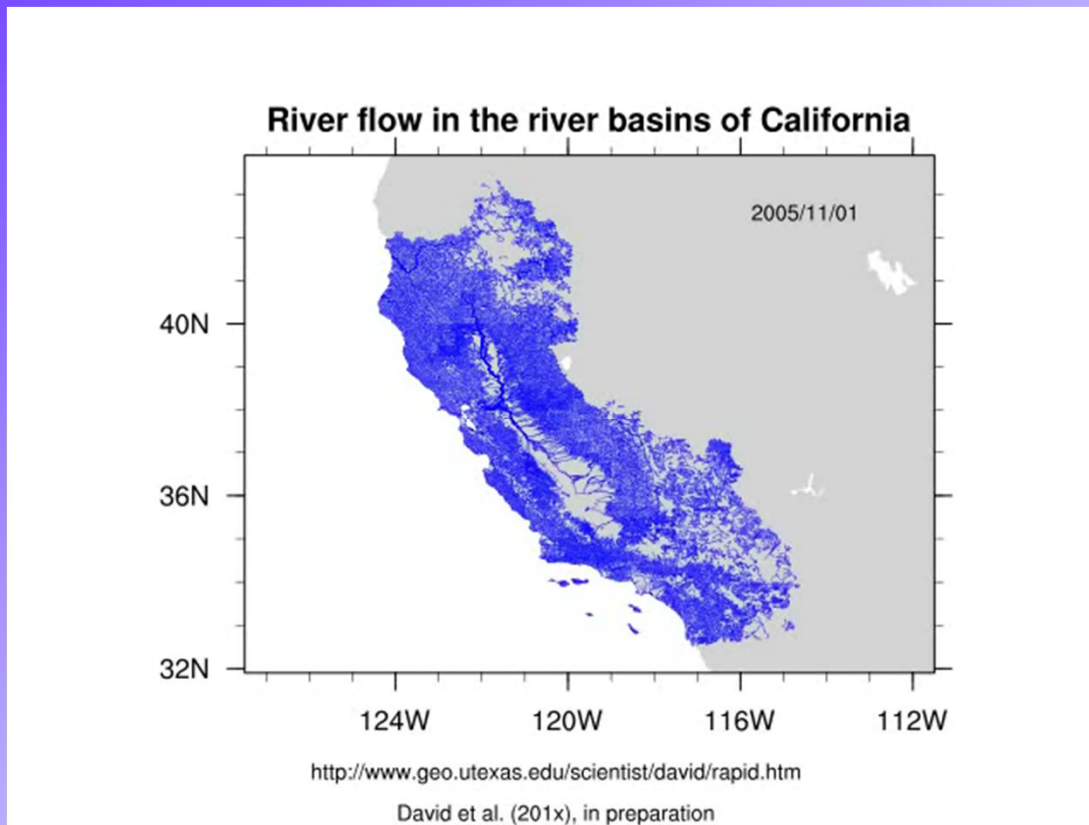 River flow in the river basins of California
2005/11/01
40N
36N
32N
124W 120W 116W 112W
http://www.geo.utexas.edu/scientist/david/rapid.htm
David et al. (201x), in preparation